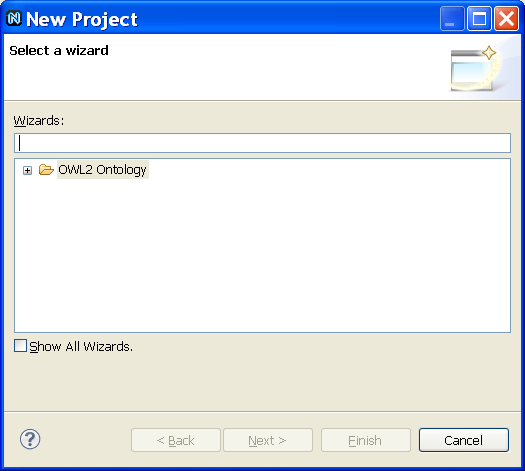 New Project
Select a wizard
Wizards:
OWL2 Ontology
Show All Wizards.
< Back Next > Finish Cancel